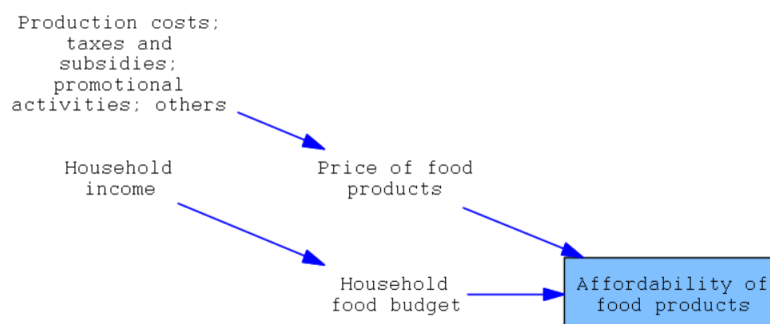 Production costs;
taxes and
subsidies;
promotional
activities; others
Household
income
Price of food
products
Household
food budget
Affordability of
food products